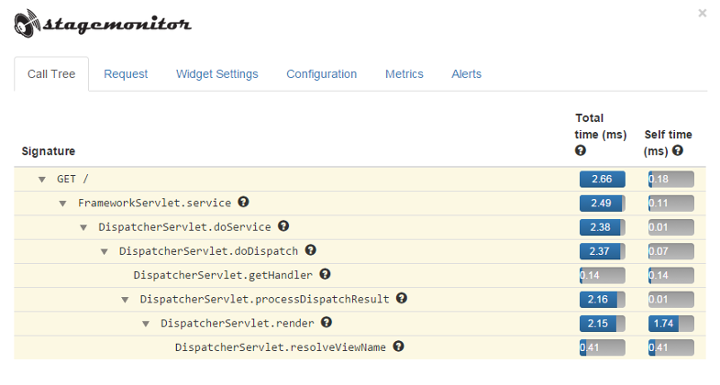 stagemonitor
×
Call Tree Request Widget Settings Configuration Metrics Alerts
Signature Total time (ms) ? Self time (ms) ?
GET / 2.66 0.18
FrameworkServlet.service ? 2.49 0.11
DispatcherServlet.doService ? 2.38 0.01
DispatcherServlet.doDispatch ? 2.37 0.07
DispatcherServlet.getHandler ? 0.14 0.14
DispatcherServlet.processDispatchResult ? 2.16 0.01
DispatcherServlet.render ? 2.15 1.74
DispatcherServlet.resolveViewName ? 0.41 0.41